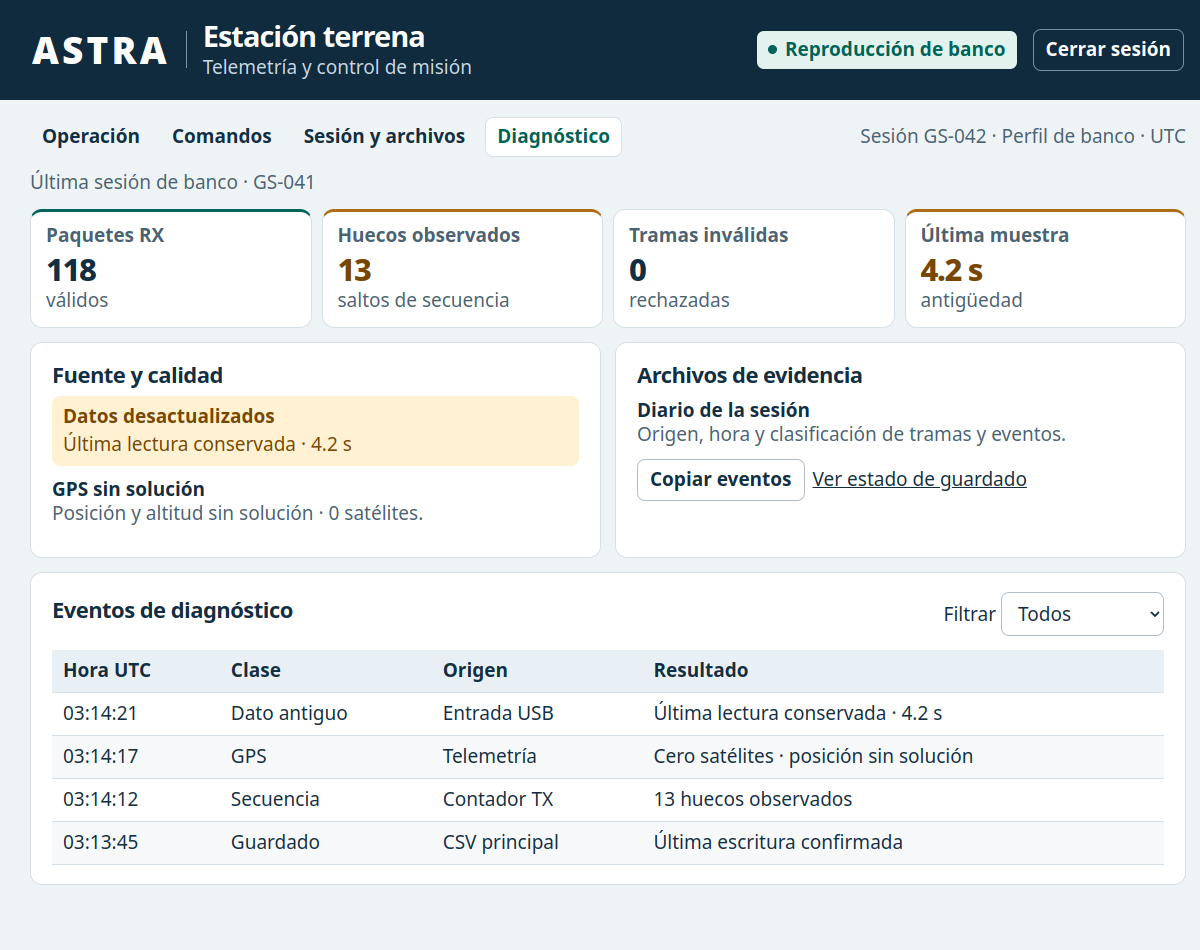 ASTRA
Estación terrena
Telemetría y control de misión
Reproducción de banco
Cerrar sesión
Operación Comandos Sesión y archivos Diagnóstico
Sesión GS-042 · Perfil de banco · UTC
Última sesión de banco · GS-041
Paquetes RX
118
válidos
Huecos observados
13
saltos de secuencia
Tramas inválidas
0
rechazadas
Última muestra
4.2 s
antigüedad
Fuente y calidad
Datos desactualizados
Última lectura conservada · 4.2 s
GPS sin solución
Posición y altitud sin solución · 0 satélites.
Archivos de evidencia
Diario de la sesión
Origen, hora y clasificación de tramas y eventos.
Copiar eventos Ver estado de guardado
Eventos de diagnóstico
Filtrar Todos
Hora UTC Clase Origen Resultado
03:14:21 Dato antiguo Entrada USB Última lectura conservada · 4.2 s
03:14:17 GPS Telemetría Cero satélites · posición sin solución
03:14:12 Secuencia Contador TX 13 huecos observados
03:13:45 Guardado CSV principal Última escritura confirmada